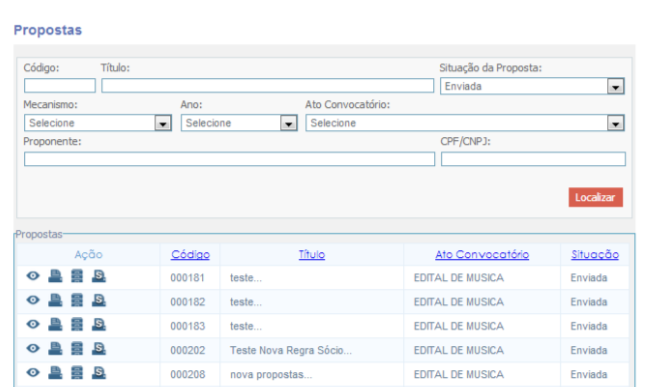 Propostas
Código: Título: Situação da Proposta:
Enviada
Mecanismo: Ano: Ato Convocatório:
Selecione Selecione Selecione
Proponente: CPF/CNPJ:
Localizar
Propostas
Ação Código Título Ato Convocatório Situação
000181 teste... EDITAL DE MUSICA Enviada
000182 teste... EDITAL DE MUSICA Enviada
000183 teste... EDITAL DE MUSICA Enviada
000202 Teste Nova Regra Sócio... EDITAL DE MUSICA Enviada
000208 nova propostas... EDITAL DE MUSICA Enviada